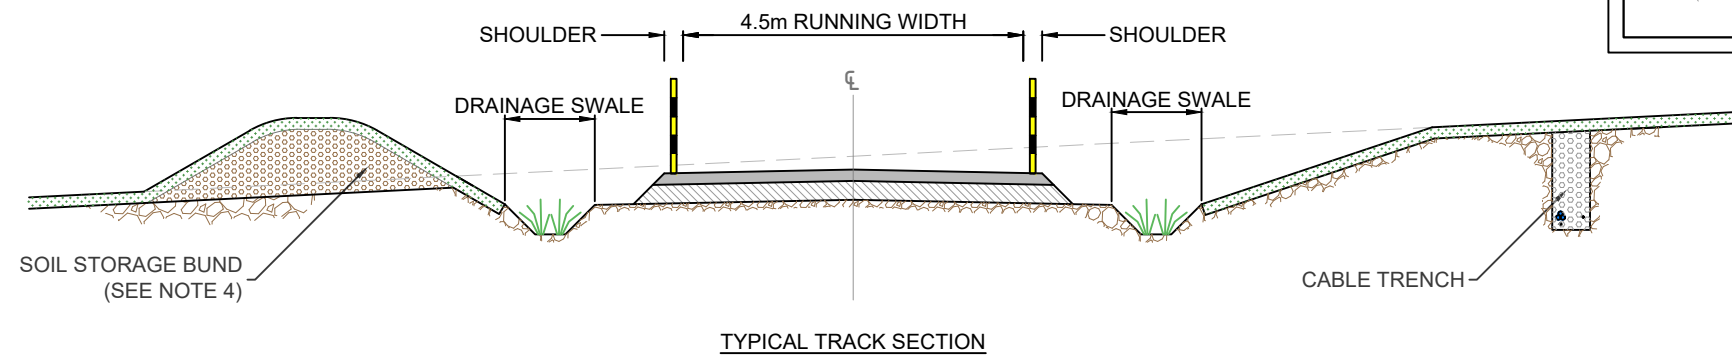 4.5m RUNNING WIDTH
SHOULDER
SHOULDER
℄
DRAINAGE SWALE
DRAINAGE SWALE
SOIL STORAGE BUND
(SEE NOTE 4)
CABLE TRENCH
TYPICAL TRACK SECTION